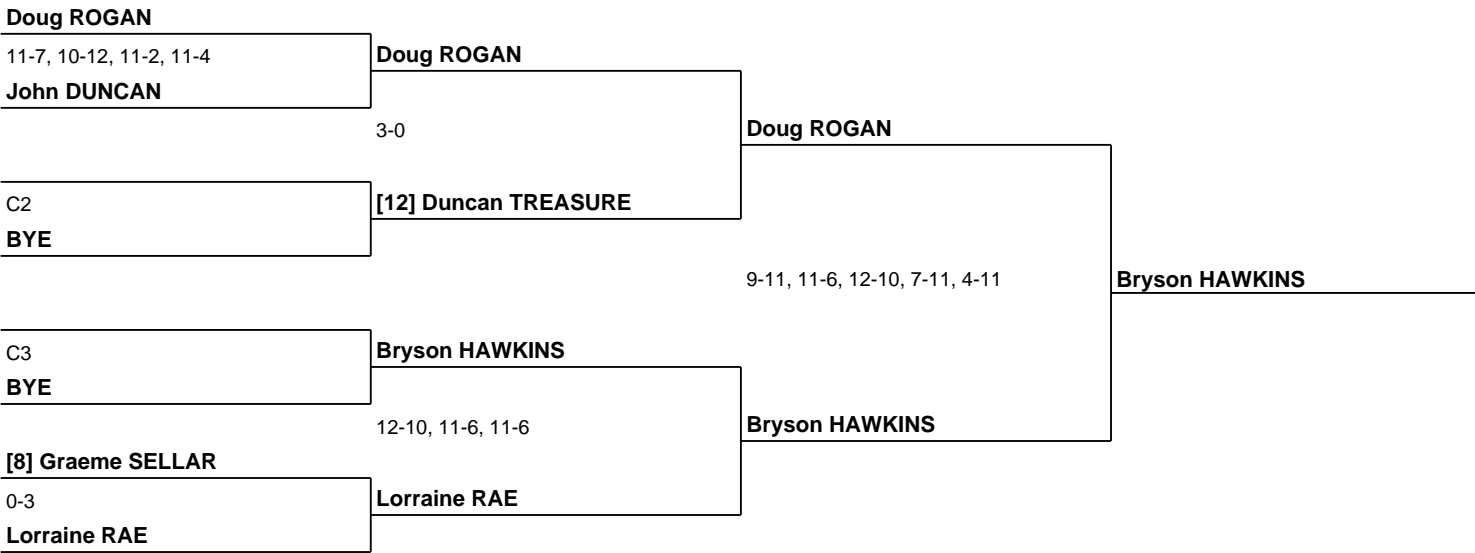 Doug ROGAN
11-7, 10-12, 11-2, 11-4
Doug ROGAN
John DUNCAN
3-0
Doug ROGAN
C2
[12] Duncan TREASURE
BYE
9-11, 11-6, 12-10, 7-11, 4-11
Bryson HAWKINS
C3
Bryson HAWKINS
BYE
12-10, 11-6, 11-6
Bryson HAWKINS
[8] Graeme SELLAR
0-3
Lorraine RAE
Lorraine RAE